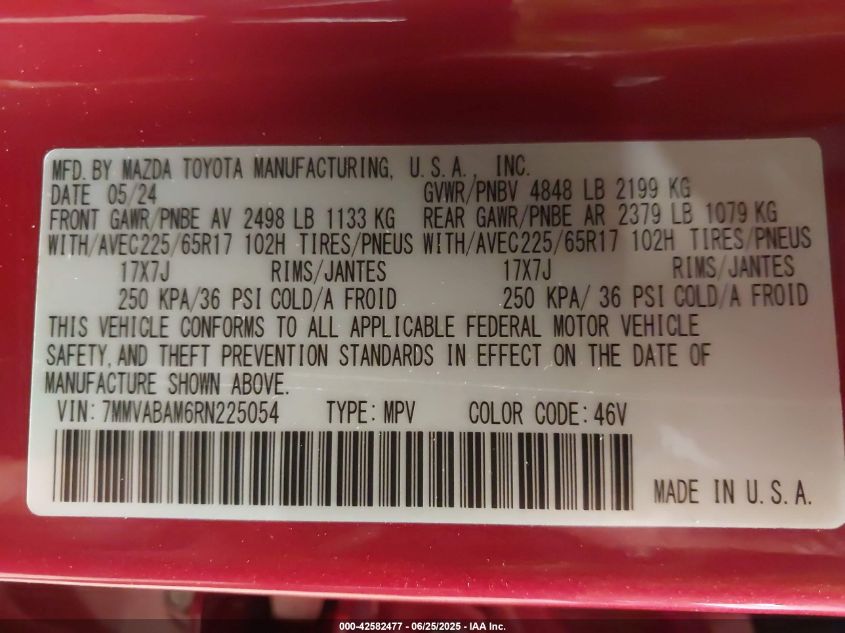 MFD. BY MAZDA TOYOTA MANUFACTURING, U.S.A., INC.
DATE 05/24 GVWR/PNBV 4848 LB 2199 KG
FRONT GAWR/PNBE AV 2498 LB 1133 KG REAR GAWR/PNBE AR 2379 LB 1079 KG
WITH/AVEC225/65R17 102H TIRES/PNEUS WITH/AVEC225/65R17 102H TIRES/PNEUS
17X7J RIMS/JANTES 17X7J RIMS/JANTES
250 KPA/36 PSI COLD/A FROID 250 KPA/ 36 PSI COLD/A FROID
THIS VEHICLE CONFORMS TO ALL APPLICABLE FEDERAL MOTOR VEHICLE
SAFETY, AND THEFT PREVENTION STANDARDS IN EFFECT ON THE DATE OF
MANUFACTURE SHOWN ABOVE.
VIN: 7MMVABAM6RN225054 TYPE: MPV COLOR CODE: 46V
MADE IN U.S.A.
000-42582477 - 06/25/2025 - IAA Inc.